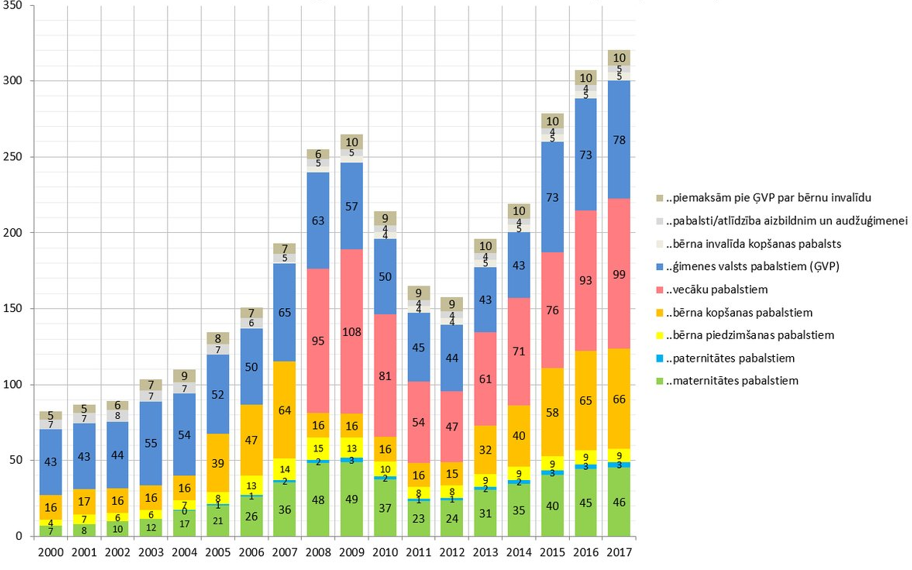 350
300
250
200
150
100
50
0
5 7 43 16 4 7
5 7 43 17 7 8
6 8 44 16 6 10
7 7 55 16 6 12
9 7 54 16 7 0 17
8 7 52 39 8 1 21
7 6 50 47 13 1 26
7 5 65 64 14 2 36
6 5 63 95 16 15 2 48
10 5 57 108 16 13 3 49
9 4 4 50 81 16 10 2 37
9 4 4 45 54 16 8 1 23
9 4 4 44 47 15 8 1 24
10 4 5 43 61 32 9 2 31
10 4 5 43 71 40 9 2 35
10 4 5 73 76 58 9 3 40
10 4 5 73 93 65 9 3 45
10 5 5 78 99 66 9 3 46
2000 2001 2002 2003 2004 2005 2006 2007 2008 2009 2010 2011 2012 2013 2014 2015 2016 2017
..piemaksām pie ĢVP par bērnu invalīdu
..pabalsti/atlīdzība aizbildnim un audžuģimenei
..bērna invalīda kopšanas pabalsts
..ģimenes valsts pabalstiem (ĢVP)
..vecāku pabalstiem
..bērna kopšanas pabalstiem
..bērna piedzimšanas pabalstiem
..paternitātes pabalstiem
..maternitātes pabalstiem